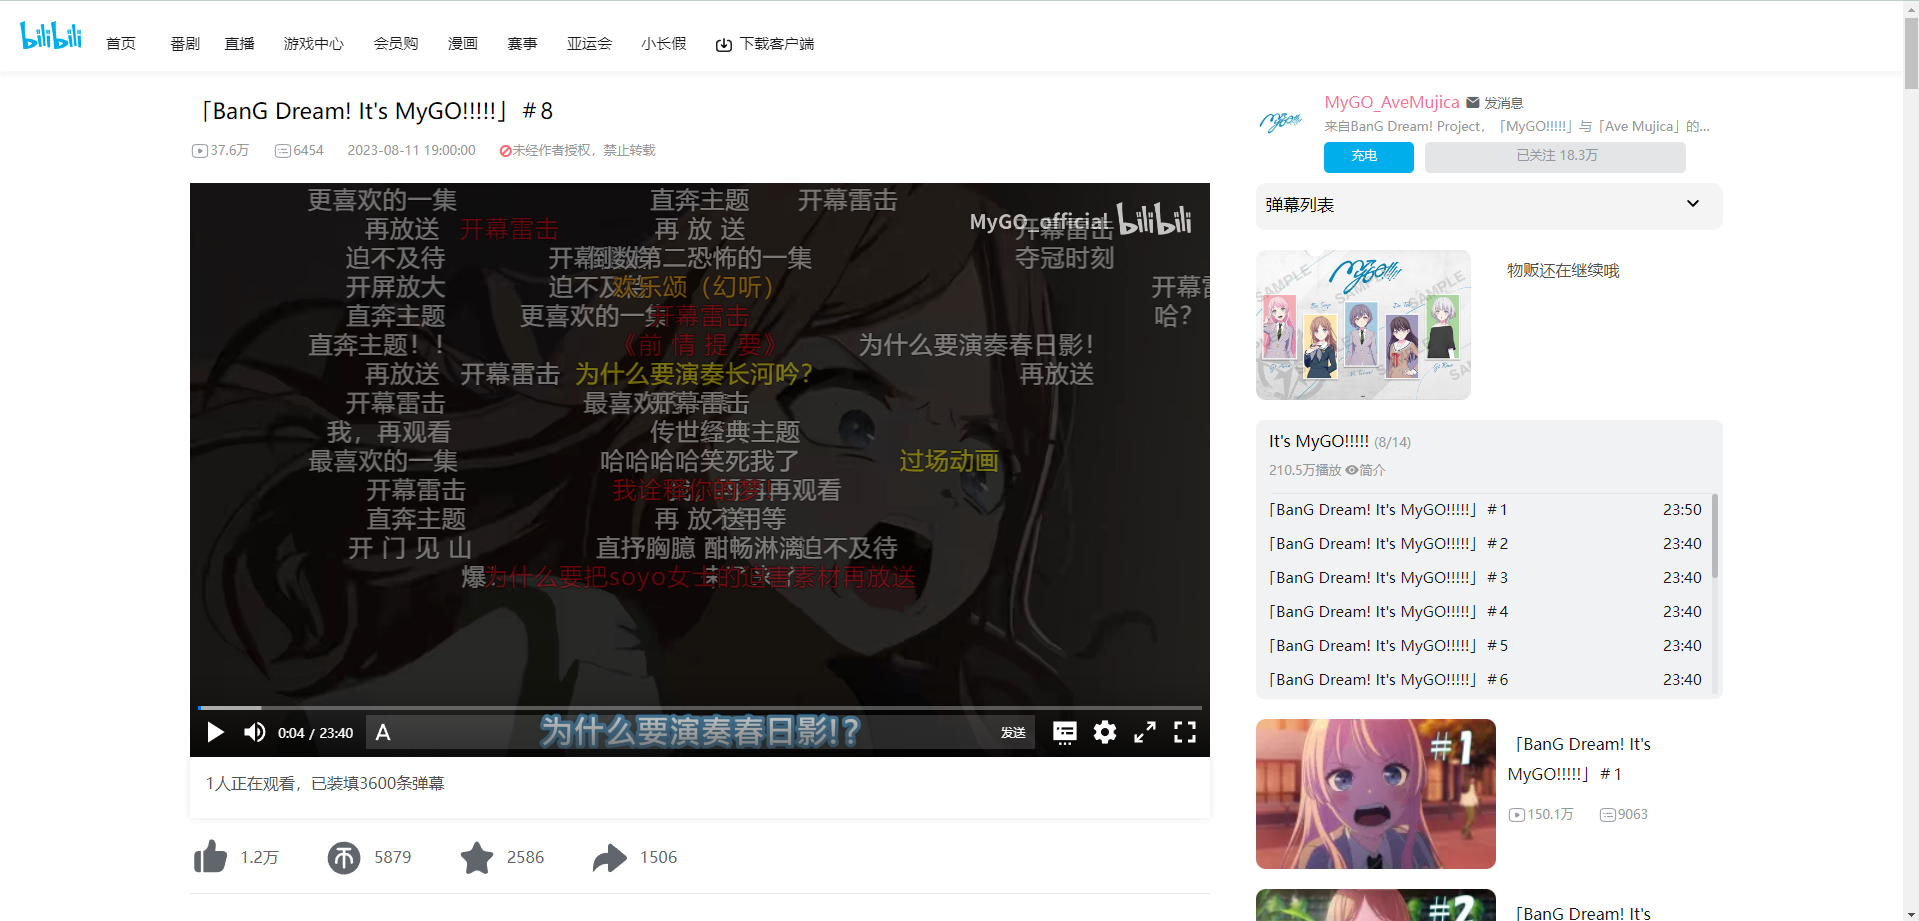 bilibili
首页 番剧 直播 游戏中心 会员购 漫画 赛事 亚运会 小长假 下载客户端
「BanG Dream! It's MyGO!!!!!」＃8
37.6万 6454 2023-08-11 19:00:00 未经作者授权，禁止转载
更喜欢的一集 直奔主题 开幕雷击
MyGO_official bilibili
再放送 开幕雷击 再 放 送 开幕雷击
迫不及待 倒数第二恐怖的一集 夺冠时刻
开屏放大 迫不及待 欢乐颂（幻听） 开幕雷
直奔主题 更喜欢的一集 开幕雷击 哈？
直奔主题！！ 《前 情 提 要》 为什么要演奏春日影！
再放送 开幕雷击 为什么要演奏长河吟？ 再放送
开幕雷击 开幕雷击
我，再观看 传世经典主题
最喜欢的一集 哈哈哈哈笑死我了 过场动画
开幕雷击 我诠释你的梦！ 再观看
直奔主题 再 放 送
开 门 见 山 直抒胸臆 酣畅淋漓 迫不及待
为什么要把soyo女士的迫害素材再放送
0:04 / 23:40 A 为什么要演奏春日影!? 发送
1人正在观看，已装填3600条弹幕
1.2万 5879 2586 1506
MyGO!!!!!
MyGO_AveMujica 发消息
来自BanG Dream! Project，「MyGO!!!!!」与「Ave Mujica」的...
充电 已关注 18.3万
弹幕列表
MyGO!!!!!
SAMPLE SAMPLE SAMPLE
物贩还在继续哦
It's MyGO!!!!! (8/14)
210.5万播放 简介
「BanG Dream! It's MyGO!!!!!」＃1 23:50
「BanG Dream! It's MyGO!!!!!」＃2 23:40
「BanG Dream! It's MyGO!!!!!」＃3 23:40
「BanG Dream! It's MyGO!!!!!」＃4 23:40
「BanG Dream! It's MyGO!!!!!」＃5 23:40
「BanG Dream! It's MyGO!!!!!」＃6 23:40
#1
「BanG Dream! It's
MyGO!!!!!」＃1
150.1万 9063
#2
「BanG Dream! It's